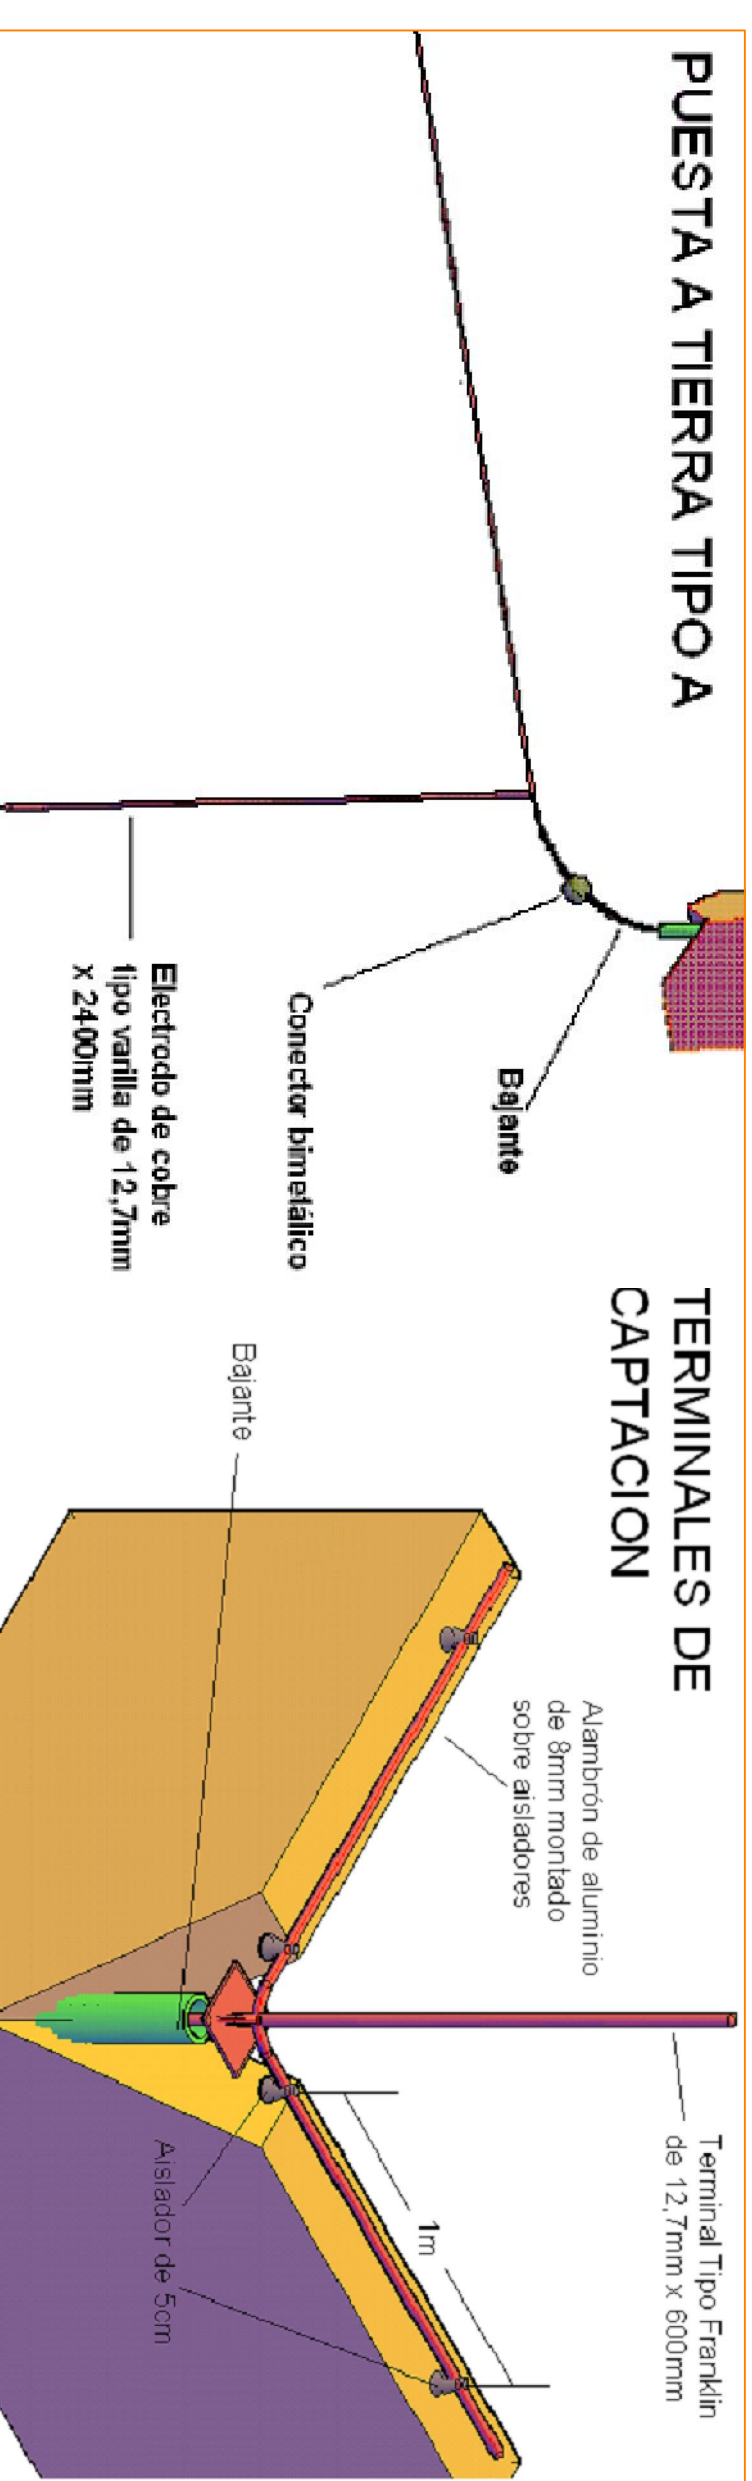 PUESTA A TIERRA TIPO A
Bajante
Conector bimetálico
Electrodo de cobre
tipo varilla de 12,7mm
x 2400mm
TERMINALES DE
CAPTACION
Terminal Tipo Franklin
de 12,7mm x 600mm
Alambrón de aluminio
de 8mm montado
sobre aisladores
1m
Bajante
Aislador de 5cm